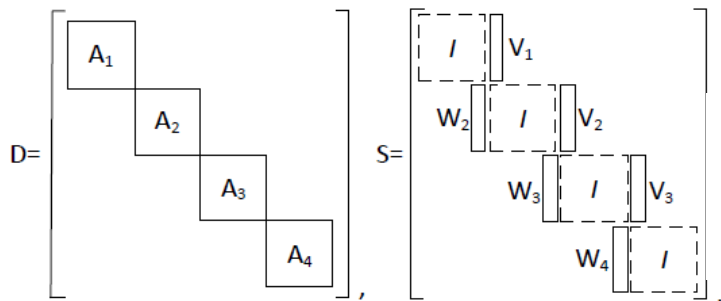 D= A₁ A₂ A₃ A₄ ,
S= I V₁
W₂ I V₂
W₃ I V₃
W₄ I .